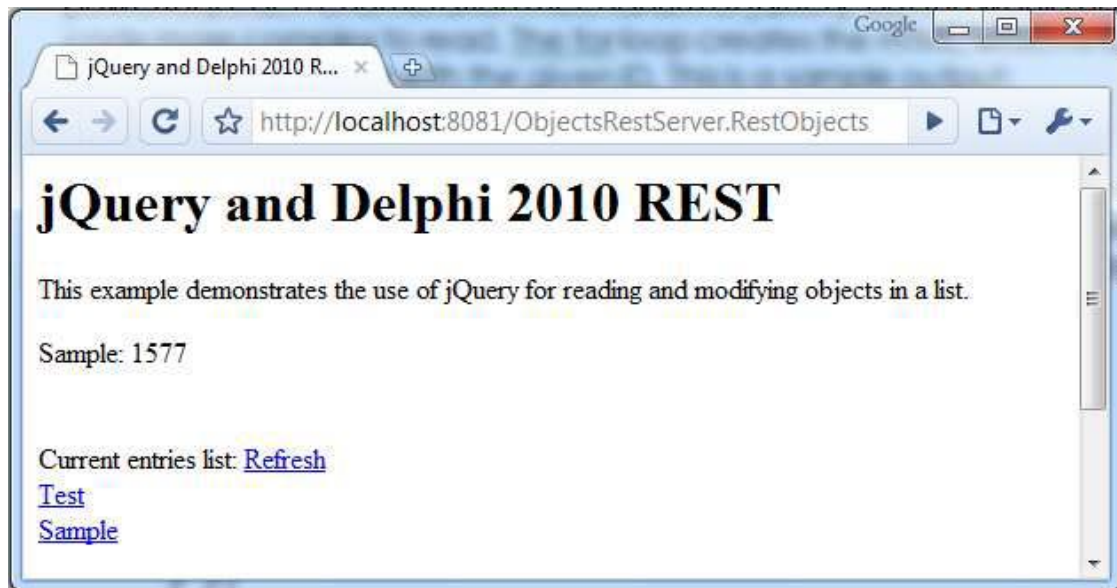 Google
jQuery and Delphi 2010 R...
http://localhost:8081/ObjectsRestServer.RestObjects
jQuery and Delphi 2010 REST
This example demonstrates the use of jQuery for reading and modifying objects in a list.
Sample: 1577
Current entries list: Refresh
Test
Sample